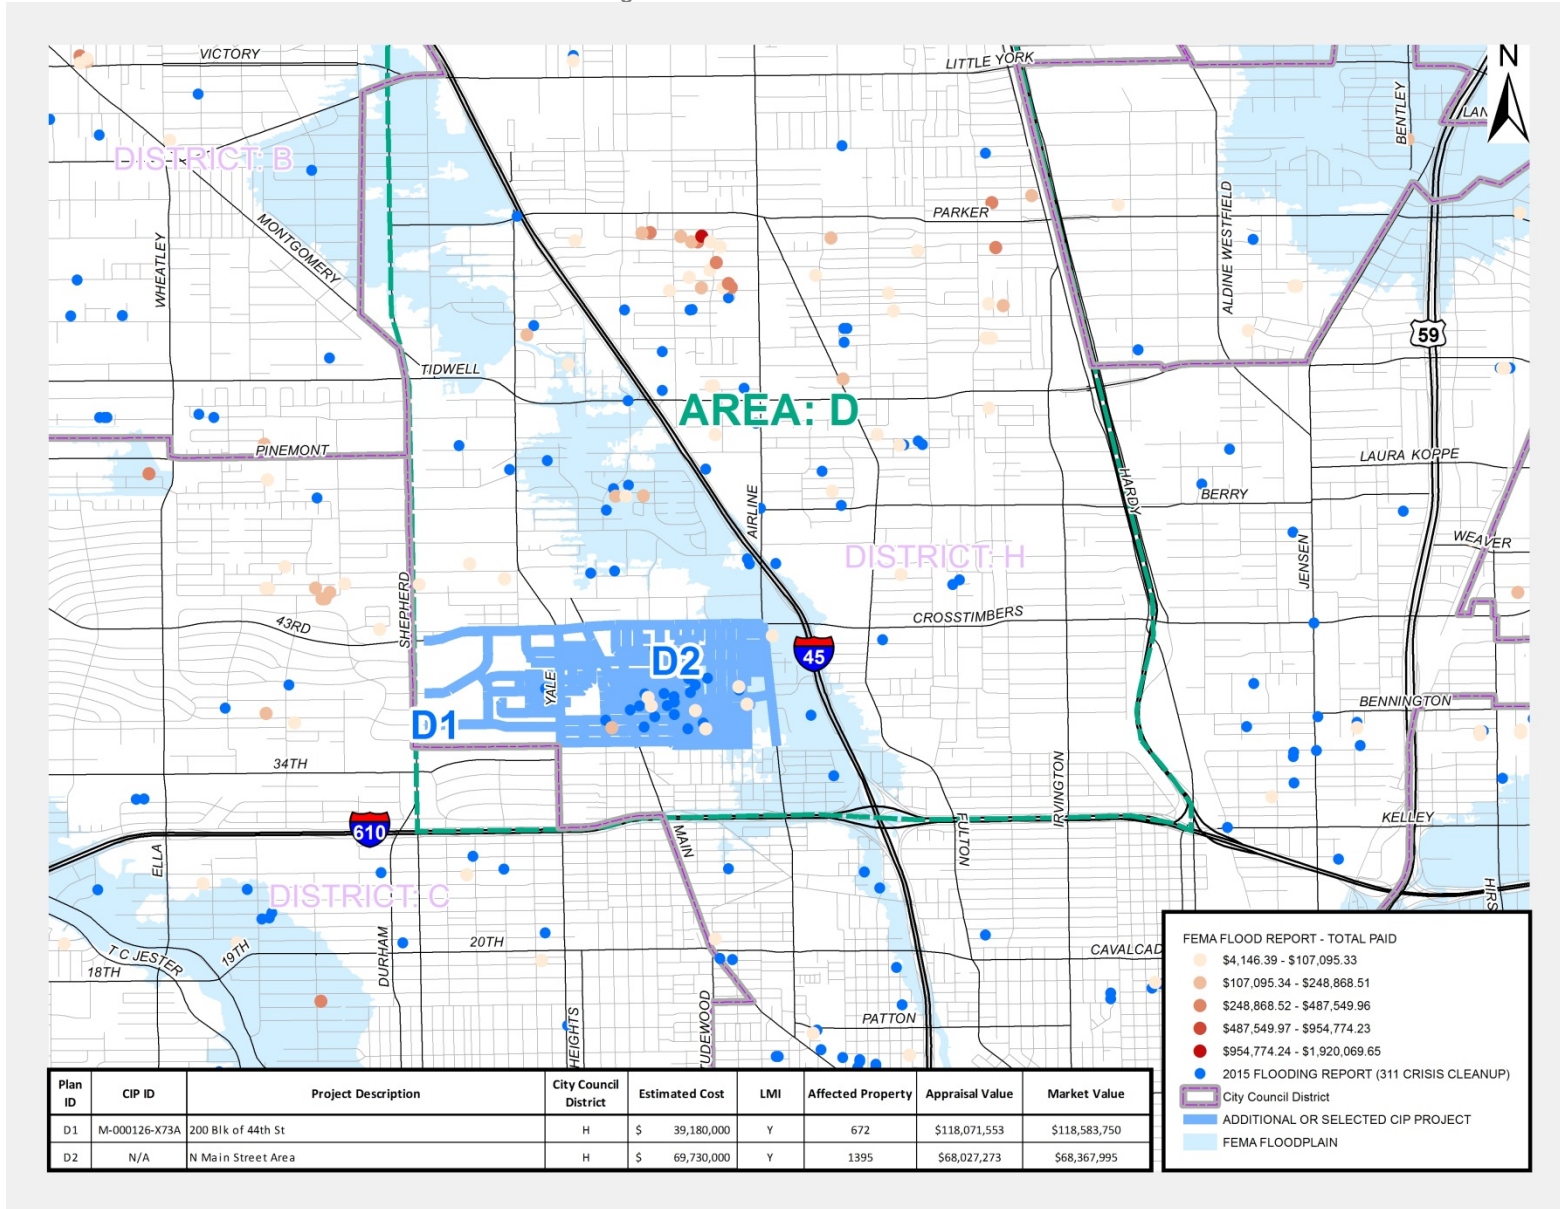 VICTORY
LITTLE YORK
N
BENTLEY
DISTRICT: B
MONTGOMERY
WHEATLEY
PARKER
ALDINE WESTFIELD
59
TIDWELL
AREA: D
PINEMONT
LAURA KOPPE
BERRY
HARDY
AIRLINE
WEAVER
DISTRICT: H
JENSEN
SHEPHERD
43RD
CROSSTIMBERS
D2
45
YALE
D1
BENNINGTON
34TH
IRVINGTON
610
KELLEY
MAIN
FULTON
ELLA
DISTRICT: C
HIRS
DURHAM
20TH
19TH
T C JESTER
18TH
CAVALCAD
HEIGHTS
UDEWOOD
PATTON
FEMA FLOOD REPORT - TOTAL PAID
$4,146.39 - $107,095.33
$107,095.34 - $248,868.51
$248,868.52 - $487,549.96
$487,549.97 - $954,774.23
$954,774.24 - $1,920,069.65
2015 FLOODING REPORT (311 CRISIS CLEANUP)
City Council District
ADDITIONAL OR SELECTED CIP PROJECT
FEMA FLOODPLAIN
Plan ID CIP ID Project Description City Council District Estimated Cost LMI Affected Property Appraisal Value Market Value
D1 M-000126-X73A 200 Blk of 44th St H $ 39,180,000 Y 672 $118,071,553 $118,583,750
D2 N/A N Main Street Area H $ 69,730,000 Y 1395 $68,027,273 $68,367,995